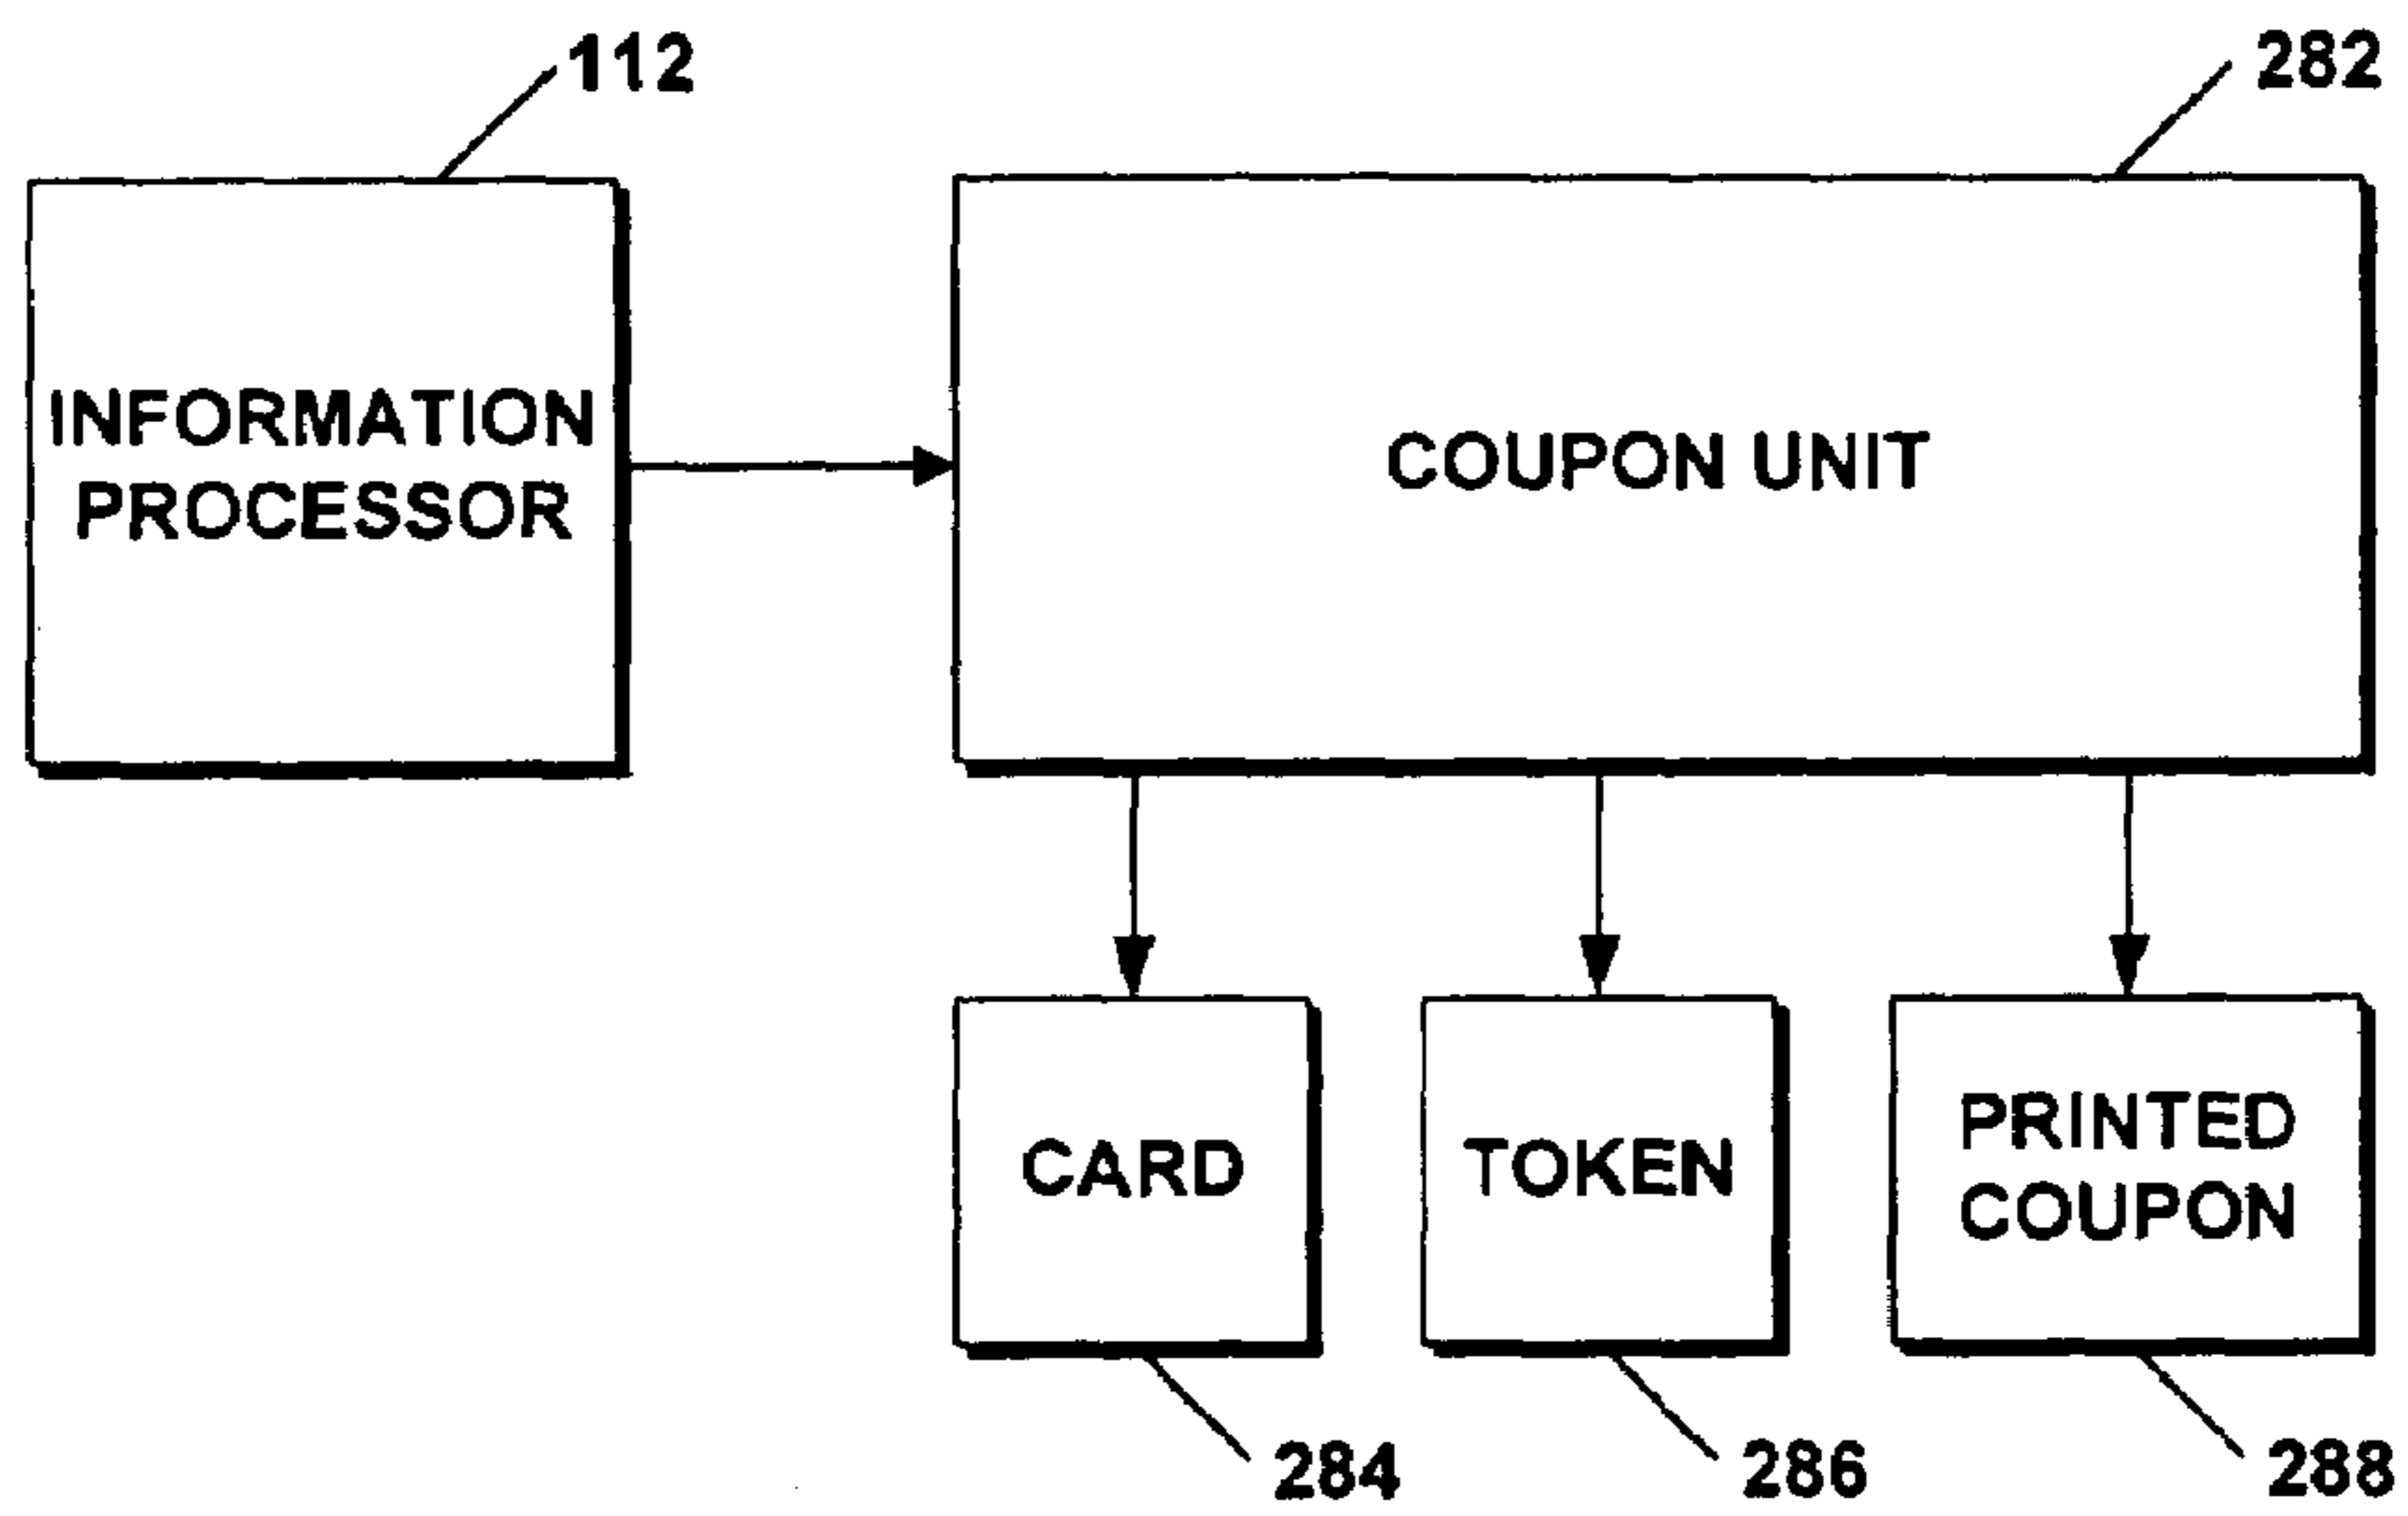 112
282
INFORMATION
PROCESSOR
COUPON UNIT
CARD
TOKEN
PRINTED
COUPON
284
286
288